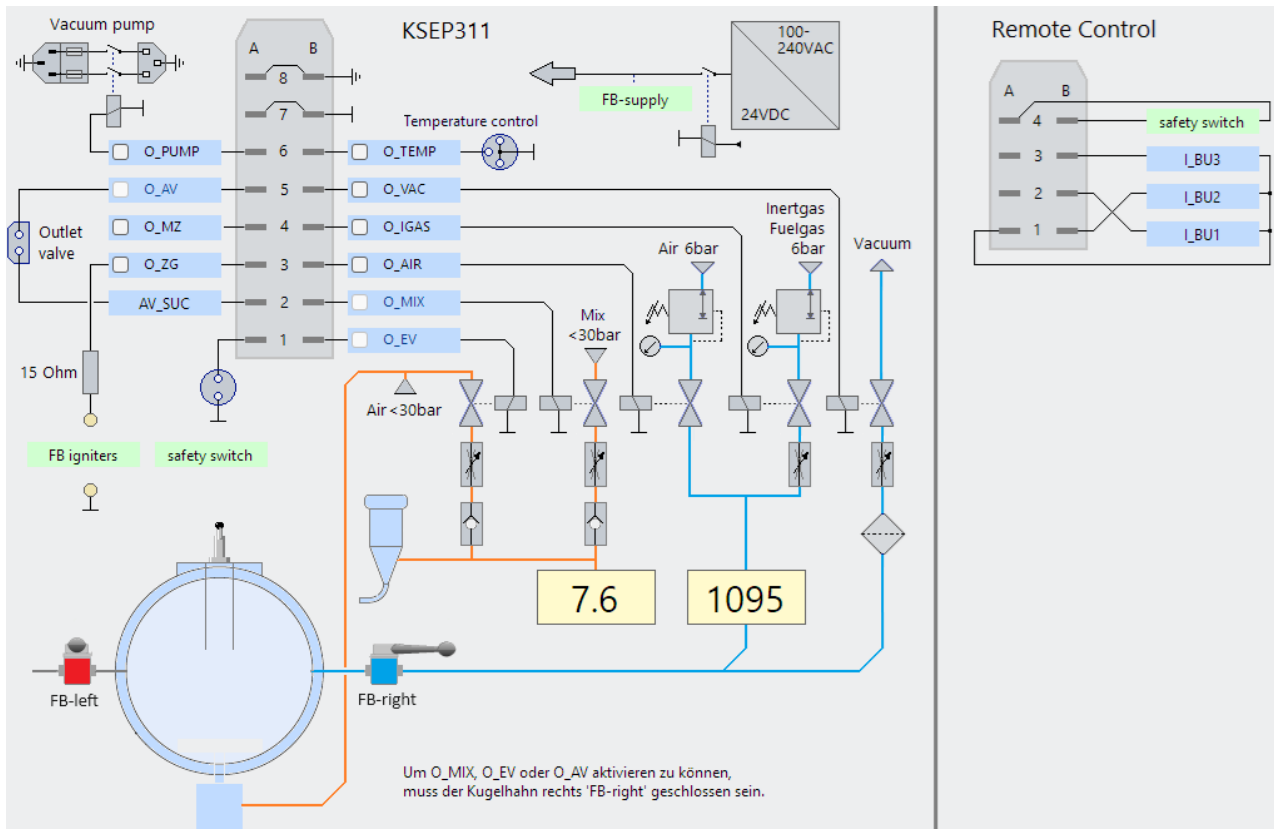 Vacuum pump
KSEP311
A
B
8
7
6
5
4
3
2
1
O_PUMP
O_AV
O_MZ
O_ZG
AV_SUC
O_TEMP
O_VAC
O_IGAS
O_AIR
O_MIX
O_EV
Temperature control
FB-supply
100-
240VAC
24VDC
Outlet
valve
15 Ohm
FB igniters
safety switch
Air <30bar
Mix
<30bar
Air 6bar
Inertgas
Fuelgas
6bar
Vacuum
7.6
1095
FB-left
FB-right
Um O_MIX, O_EV oder O_AV aktivieren zu können,
muss der Kugelhahn rechts 'FB-right' geschlossen sein.
Remote Control
A
B
4
3
2
1
safety switch
I_BU3
I_BU2
I_BU1